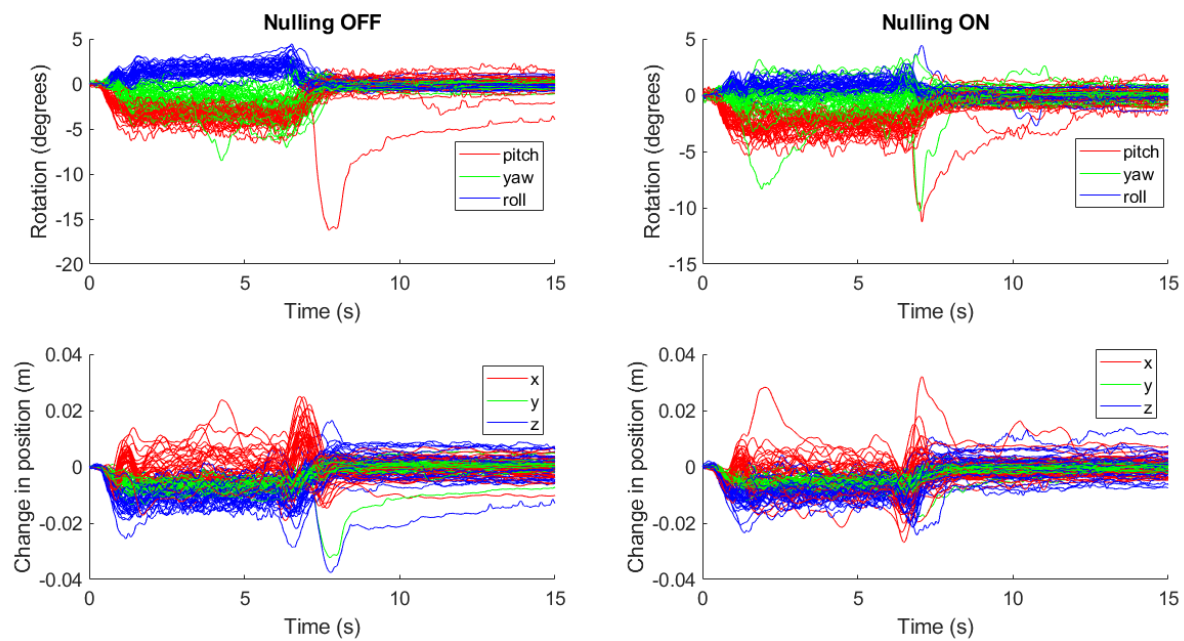 Nulling OFF
5
0
-5
-10
-15
-20
0
5
10
15
Rotation (degrees)
Time (s)
pitch
yaw
roll
Nulling ON
5
0
-5
-10
-15
0
5
10
15
Rotation (degrees)
Time (s)
pitch
yaw
roll
0.04
0.02
0
-0.02
-0.04
0
5
10
15
Change in position (m)
Time (s)
x
y
z
0.04
0.02
0
-0.02
-0.04
0
5
10
15
Change in position (m)
Time (s)
x
y
z